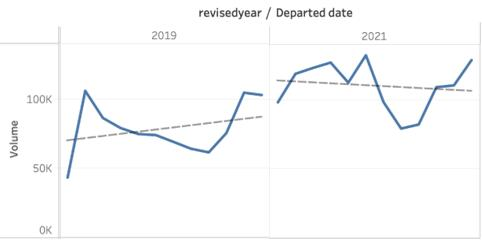 revisedyear / Departed date
2019
2021
Volume
100K
50K
0K